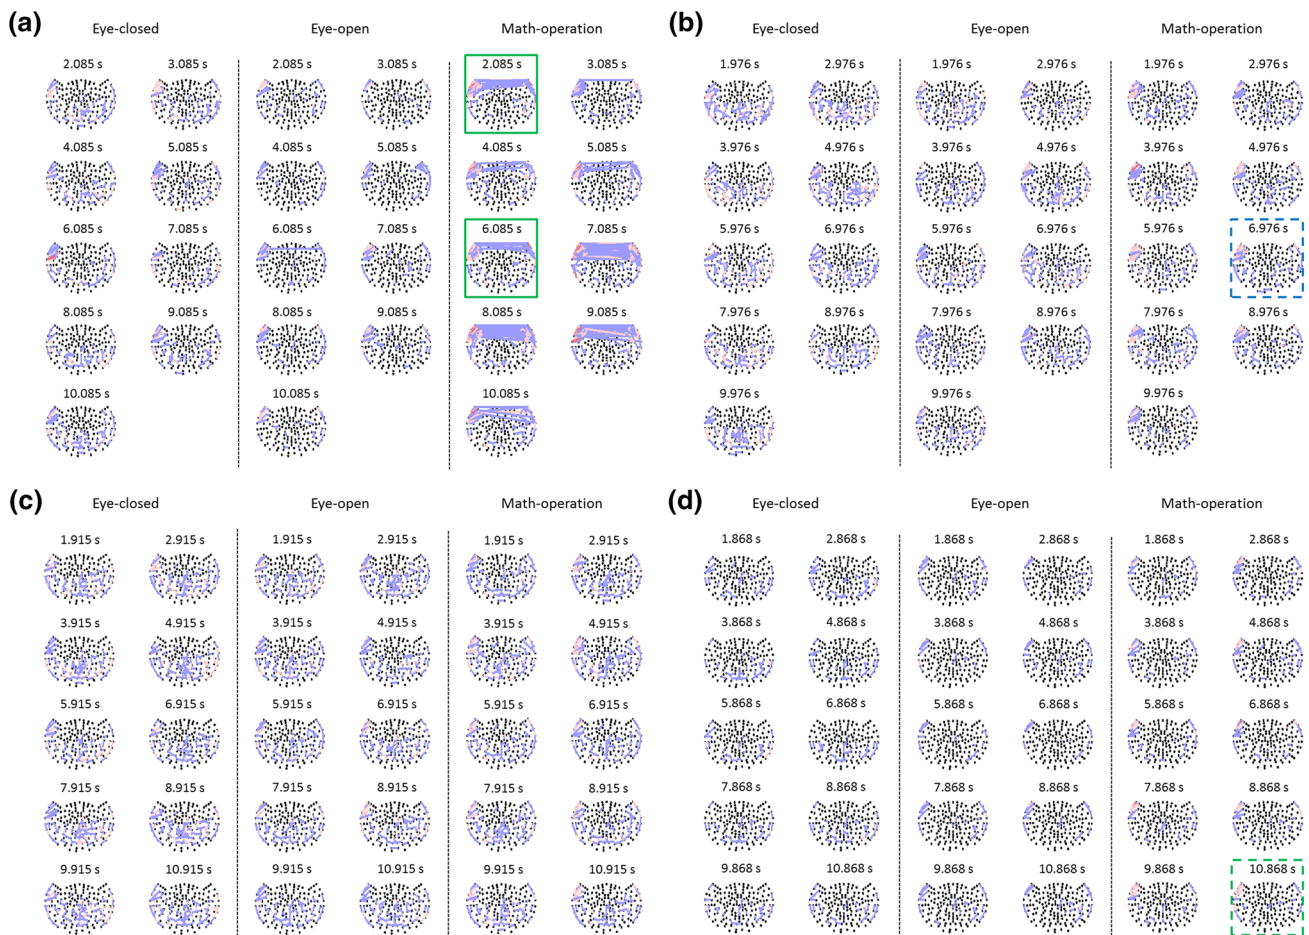 (a)
Eye-closed Eye-open Math-operation
2.085 s 3.085 s 2.085 s 3.085 s 2.085 s 3.085 s
4.085 s 5.085 s 4.085 s 5.085 s 4.085 s 5.085 s
6.085 s 7.085 s 6.085 s 7.085 s 6.085 s 7.085 s
8.085 s 9.085 s 8.085 s 9.085 s 8.085 s 9.085 s
10.085 s 10.085 s 10.085 s
(b)
Eye-closed Eye-open Math-operation
1.976 s 2.976 s 1.976 s 2.976 s 1.976 s 2.976 s
3.976 s 4.976 s 3.976 s 4.976 s 3.976 s 4.976 s
5.976 s 6.976 s 5.976 s 6.976 s 5.976 s 6.976 s
7.976 s 8.976 s 7.976 s 8.976 s 7.976 s 8.976 s
9.976 s 9.976 s 9.976 s
(c)
Eye-closed Eye-open Math-operation
1.915 s 2.915 s 1.915 s 2.915 s 1.915 s 2.915 s
3.915 s 4.915 s 3.915 s 4.915 s 3.915 s 4.915 s
5.915 s 6.915 s 5.915 s 6.915 s 5.915 s 6.915 s
7.915 s 8.915 s 7.915 s 8.915 s 7.915 s 8.915 s
9.915 s 10.915 s 9.915 s 10.915 s 9.915 s 10.915 s
(d)
Eye-closed Eye-open Math-operation
1.868 s 2.868 s 1.868 s 2.868 s 1.868 s 2.868 s
3.868 s 4.868 s 3.868 s 4.868 s 3.868 s 4.868 s
5.868 s 6.868 s 5.868 s 6.868 s 5.868 s 6.868 s
7.868 s 8.868 s 7.868 s 8.868 s 7.868 s 8.868 s
9.868 s 10.868 s 9.868 s 10.868 s 9.868 s 10.868 s